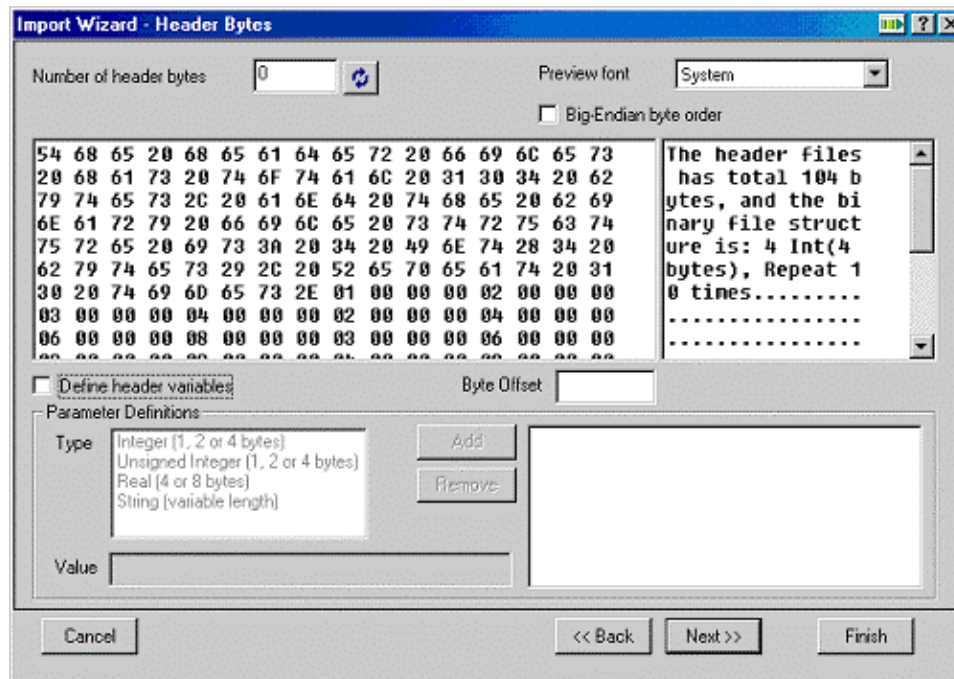 Import Wizard - Header Bytes
Number of header bytes 0 Preview font System
Big-Endian byte order
54 68 65 20 68 65 61 64 65 72 20 66 69 6C 65 73 The header files
20 68 61 73 20 74 6F 74 61 6C 20 31 30 34 20 62 has total 104 b
79 74 65 73 2C 20 61 6E 64 20 74 68 65 20 62 69 ytes, and the bi
6E 61 72 79 20 66 69 6C 65 20 73 74 72 75 63 74 nary file struct
75 72 65 20 69 73 3A 20 34 20 49 6E 74 28 34 20 ure is: 4 Int(4
62 79 74 65 73 29 2C 20 52 65 70 65 61 74 20 31 bytes), Repeat 1
30 20 74 69 6D 65 73 2E 01 00 00 00 02 00 00 00 0 times.........
03 00 00 00 04 00 00 00 02 00 00 00 04 00 00 00 ................
06 00 00 00 08 00 00 00 03 00 00 00 06 00 00 00 ................
Define header variables Byte Offset
Parameter Definitions
Type Integer (1, 2 or 4 bytes) Add
Unsigned Integer (1, 2 or 4 bytes)
Real (4 or 8 bytes) Remove
String (variable length)
Value
Cancel << Back Next >> Finish